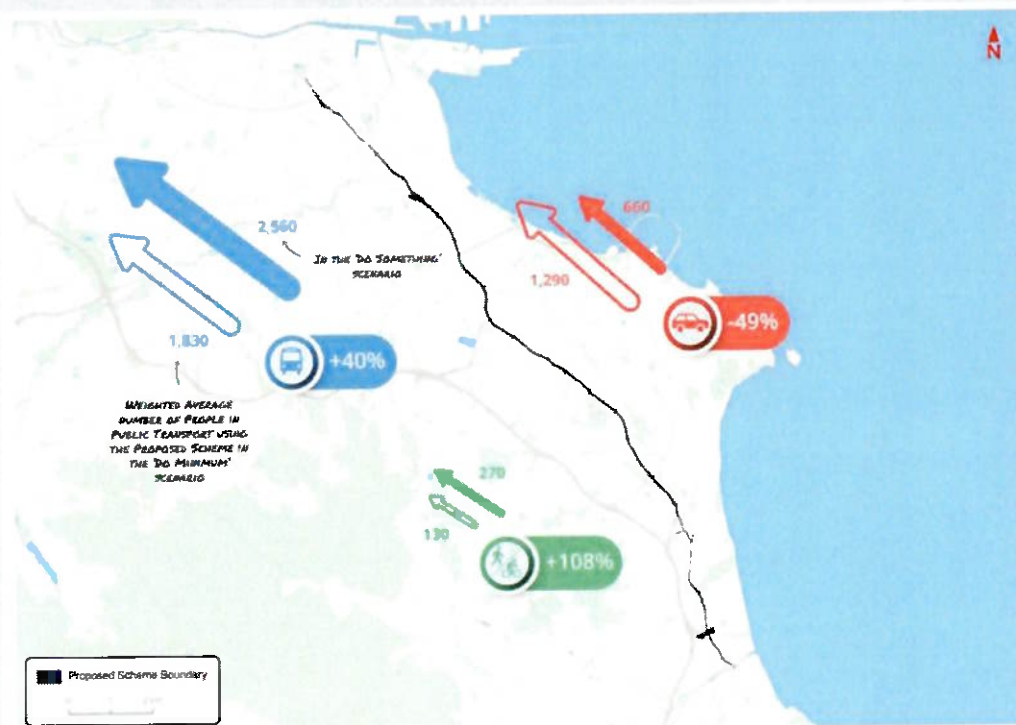 N
2,560
IN THE 'DO SOMETHING'
SCENARIO
660
1,290
-49%
1,830
+40%
WEIGHTED AVERAGE
NUMBER OF PEOPLE IN
PUBLIC TRANSPORT USING
THE PROPOSED SCHEME IN
THE 'DO MINIMUM'
SCENARIO
270
130
+108%
Proposed Scheme Boundary